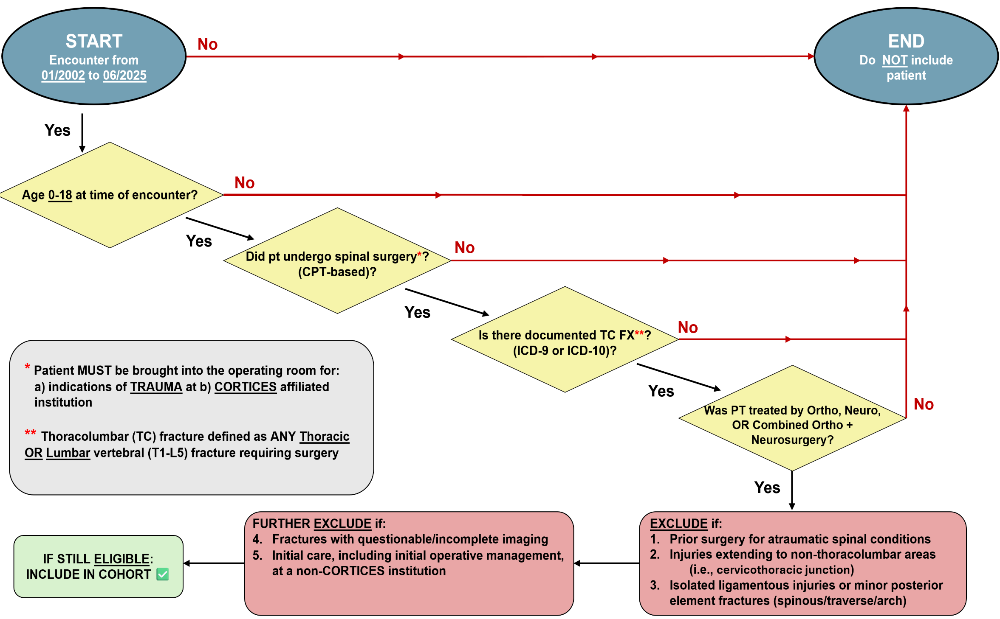 START
Encounter from
01/2002 to 06/2025
No
END
Do NOT include
patient
Yes
Age 0-18 at time of encounter?
No
Yes
Did pt undergo spinal surgery*?
(CPT-based)?
No
Yes
Is there documented TC FX**?
(ICD-9 or ICD-10)?
No
Yes
Was PT treated by Ortho, Neuro,
OR Combined Ortho +
Neurosurgery?
No
Yes
* Patient MUST be brought into the operating room for:
a) indications of TRAUMA at b) CORTICES affiliated
institution
** Thoracolumbar (TC) fracture defined as ANY Thoracic
OR Lumbar vertebral (T1-L5) fracture requiring surgery
EXCLUDE if:
1. Prior surgery for atraumatic spinal conditions
2. Injuries extending to non-thoracolumbar areas
(i.e., cervicothoracic junction)
3. Isolated ligamentous injuries or minor posterior
element fractures (spinous/traverse/arch)
FURTHER EXCLUDE if:
4. Fractures with questionable/incomplete imaging
5. Initial care, including initial operative management,
at a non-CORTICES institution
IF STILL ELIGIBLE:
INCLUDE IN COHORT ✅